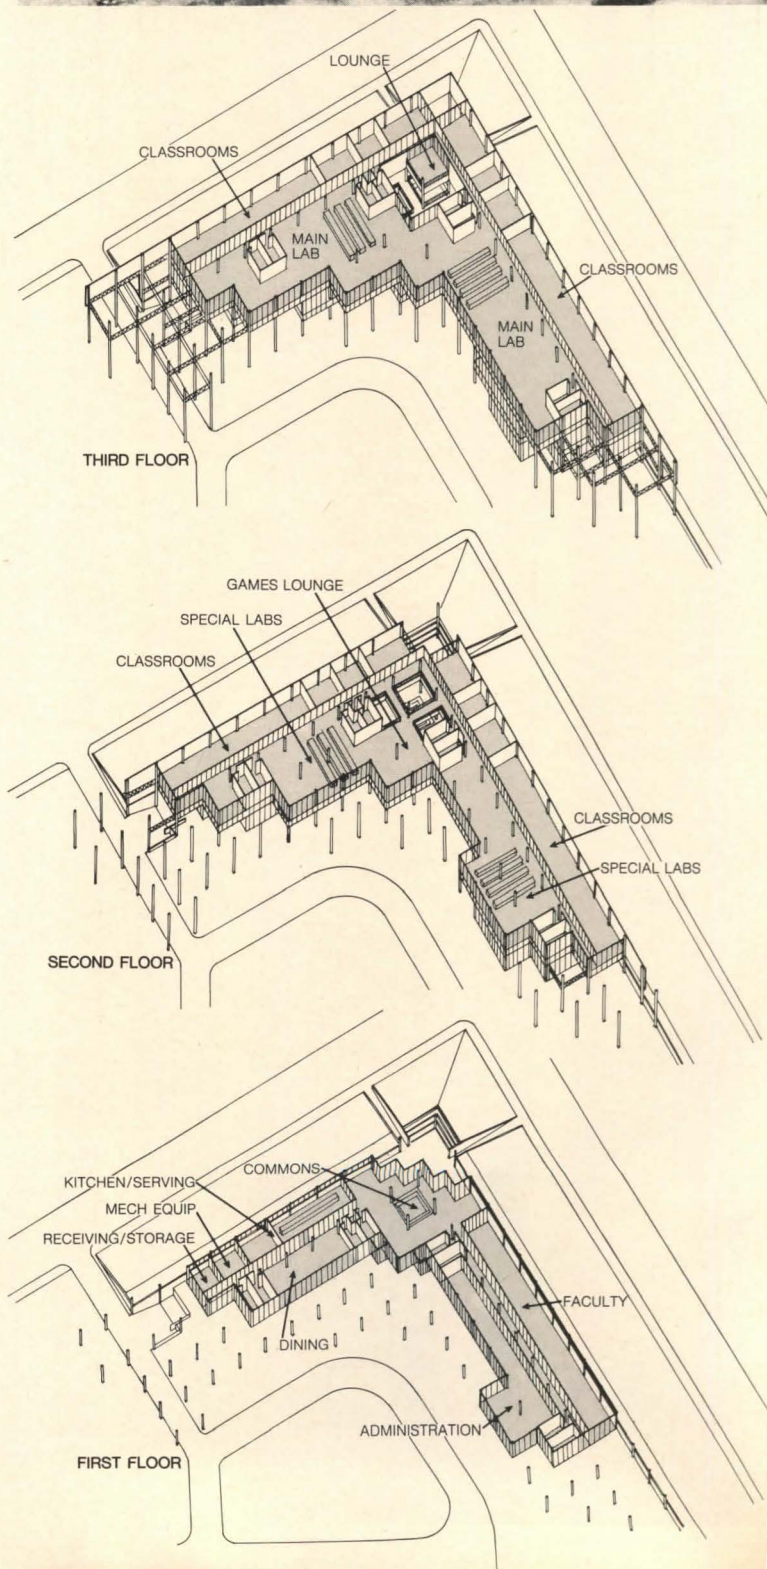 LOUNGE
CLASSROOMS
MAIN
LAB
CLASSROOMS
MAIN
LAB
THIRD FLOOR
GAMES LOUNGE
SPECIAL LABS
CLASSROOMS
CLASSROOMS
SPECIAL LABS
SECOND FLOOR
COMMONS
KITCHEN/SERVING
MECH EQUIP
RECEIVING/STORAGE
FACULTY
DINING
ADMINISTRATION
FIRST FLOOR